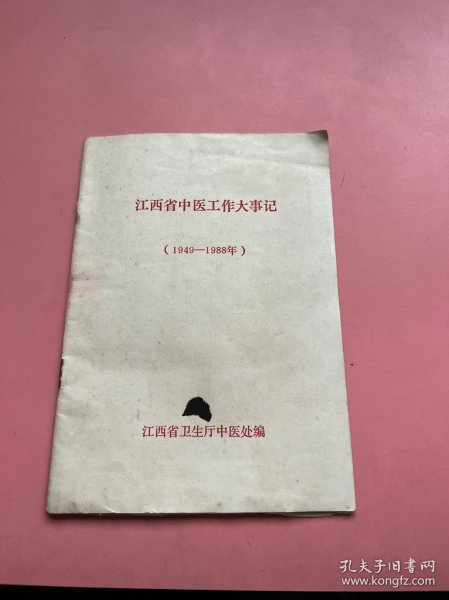 江西省中医工作大事记
(1949—1988年)
江西省卫生厅中医处编
孔夫子旧书网
www.kongfz.com